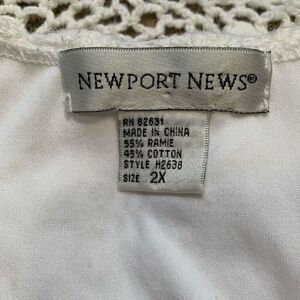 NEWPORT NEWS®
RN 82631
MADE IN CHINA
55% RAMIE
45% COTTON
STYLE H2638
SIZE 2X